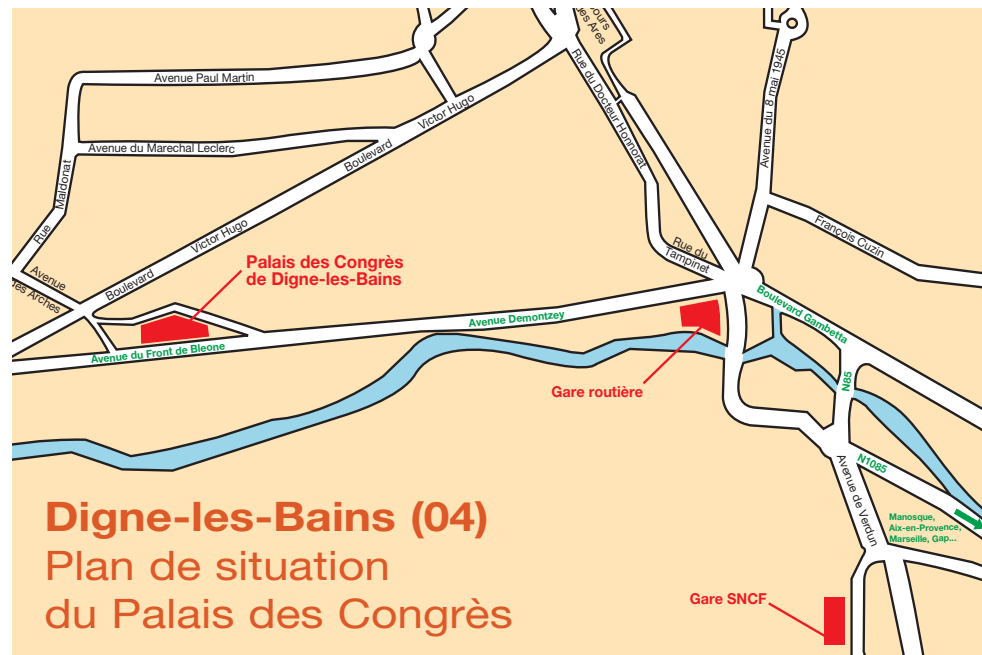 Cours
des Ares
Avenue Paul Martin
Rue du Docteur Honnorat
Avenue du 8 mai 1945
Victor Hugo
Boulevard
Avenue du Marechal Leclerc
Rue
Maldonat
Victor Hugo
Boulevard
François Cuzin
Rue du
Tampinet
Avenue
des Arches
Palais des Congrès
de Digne-les-Bains
Boulevard Gambetta
Avenue Demontzey
Avenue du Front de Bleone
Gare routière
N85
N1085
Avenue de Verdun
Manosque,
Aix-en-Provence,
Marseille, Gap...
Digne-les-Bains (04)
Plan de situation
du Palais des Congrès
Gare SNCF